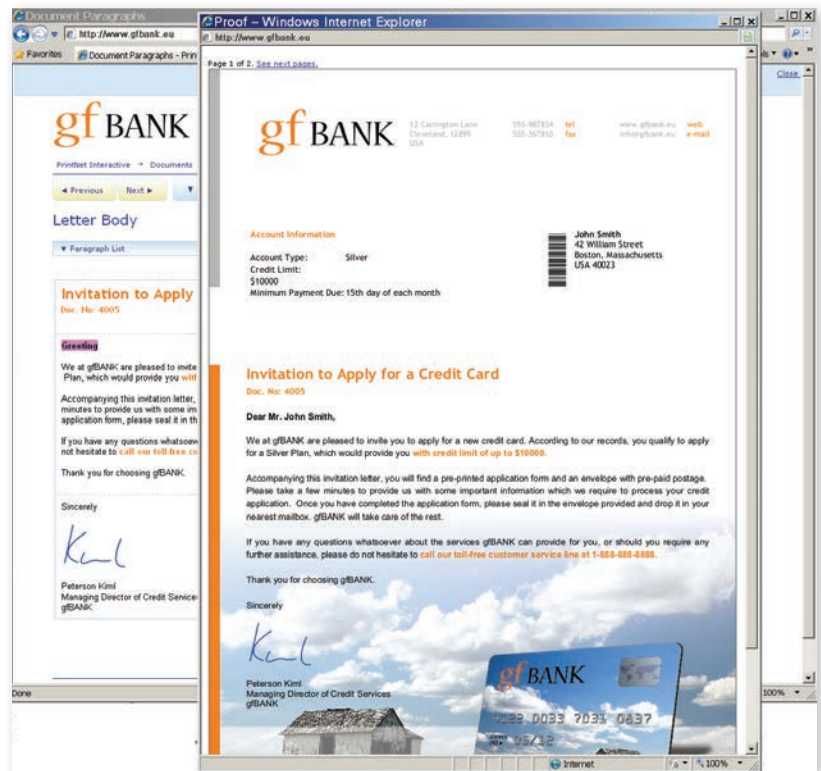 Document Paragraphs
http://www.gfbank.eu
Favorites
Document Paragraphs - Prin
Close
gf BANK
PrintNet Interactive
Documents
Previous
Next
Letter Body
Paragraph List
Invitation to Apply
Doc. No: 4005
Greeting
We at gfBANK are pleased to invite
Plan, which would provide you with
Accompanying this invitation letter,
minutes to provide us with some im
application form, please seal it in th
If you have any questions whatsoev
not hesitate to call our toll-free cu
Thank you for choosing gfBANK.
Sincerely
Peterson Kiml
Managing Director of Credit Service
gfBANK
Done
100%
Proof – Windows Internet Explorer
http://www.gfbank.eu
Page 1 of 2. See next pages.
gf BANK
12 Carrington Lane
Cleveland, 12899
USA
555-987834 tel
555-367810 fax
www.gfbank.eu web
info@gfbank.eu e-mail
Account Information
Account Type: Silver
Credit Limit:
$10000
Minimum Payment Due: 15th day of each month
John Smith
42 William Street
Boston, Massachusetts
USA 40023
Invitation to Apply for a Credit Card
Doc. No: 4005
Dear Mr. John Smith,
We at gfBANK are pleased to invite you to apply for a new credit card. According to our records, you qualify to apply
for a Silver Plan, which would provide you with credit limit of up to $10000.
Accompanying this invitation letter, you will find a pre-printed application form and an envelope with pre-paid postage.
Please take a few minutes to provide us with some important information which we require to process your credit
application. Once you have completed the application form, please seal it in the envelope provided and drop it in your
nearest mailbox. gfBANK will take care of the rest.
If you have any questions whatsoever about the services gfBANK can provide for you, or should you require any
further assistance, please do not hesitate to call our toll-free customer service line at 1-888-888-8888.
Thank you for choosing gfBANK.
Sincerely
Peterson Kiml
Managing Director of Credit Services
gfBANK
gf BANK
0033 7031 0837
06/12
Internet
100%